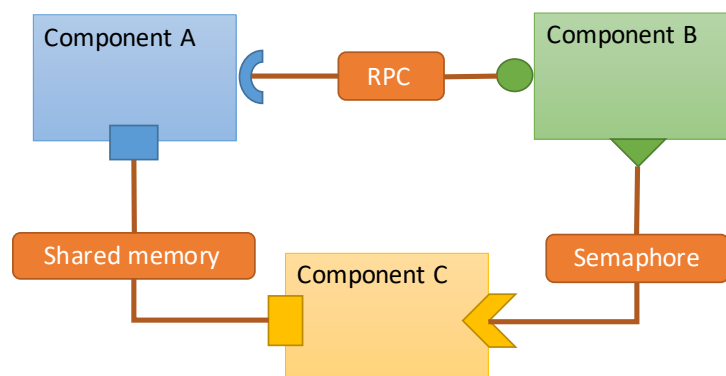 Component A
RPC
Component B
Shared memory
Component C
Semaphore